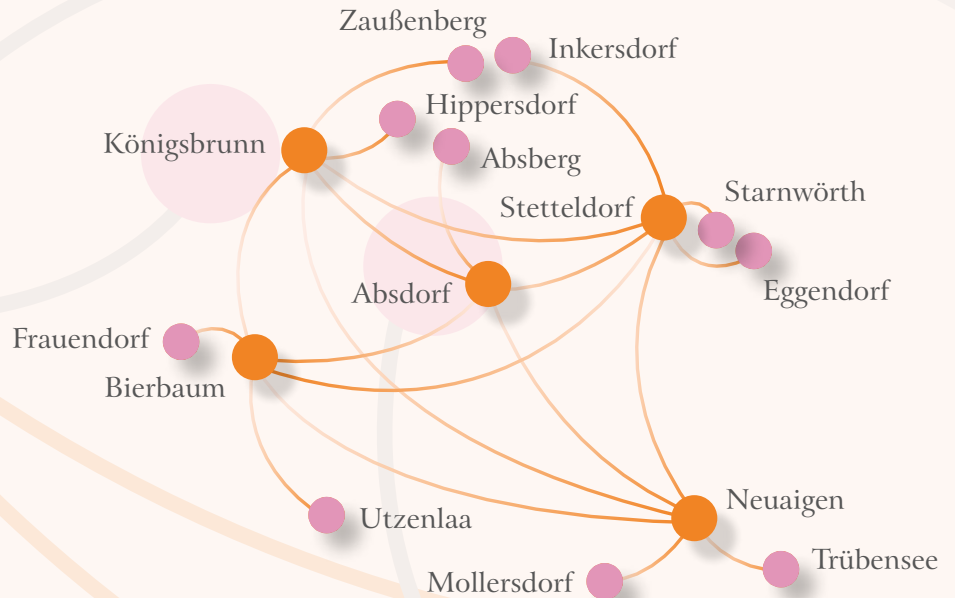 Zaußenberg
Inkersdorf
Hippersdorf
Königsbrunn
Absberg
Starnwörth
Stetteldorf
Absdorf
Eggendorf
Frauendorf
Bierbaum
Neuaigen
Utzenlaa
Trübensee
Mollersdorf